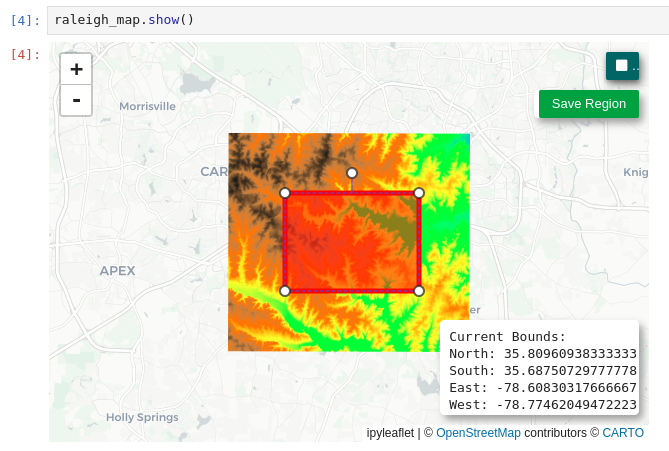 [4]: raleigh_map.show()
[4]:
+
-
...
Save Region
Morrisville
CAR
Knig
APEX
er
Current Bounds:
North: 35.80960938333333
South: 35.68750729777778
East: -78.60830317666667
West: -78.77462049472223
Holly Springs
ipyleaflet | © OpenStreetMap contributors © CARTO